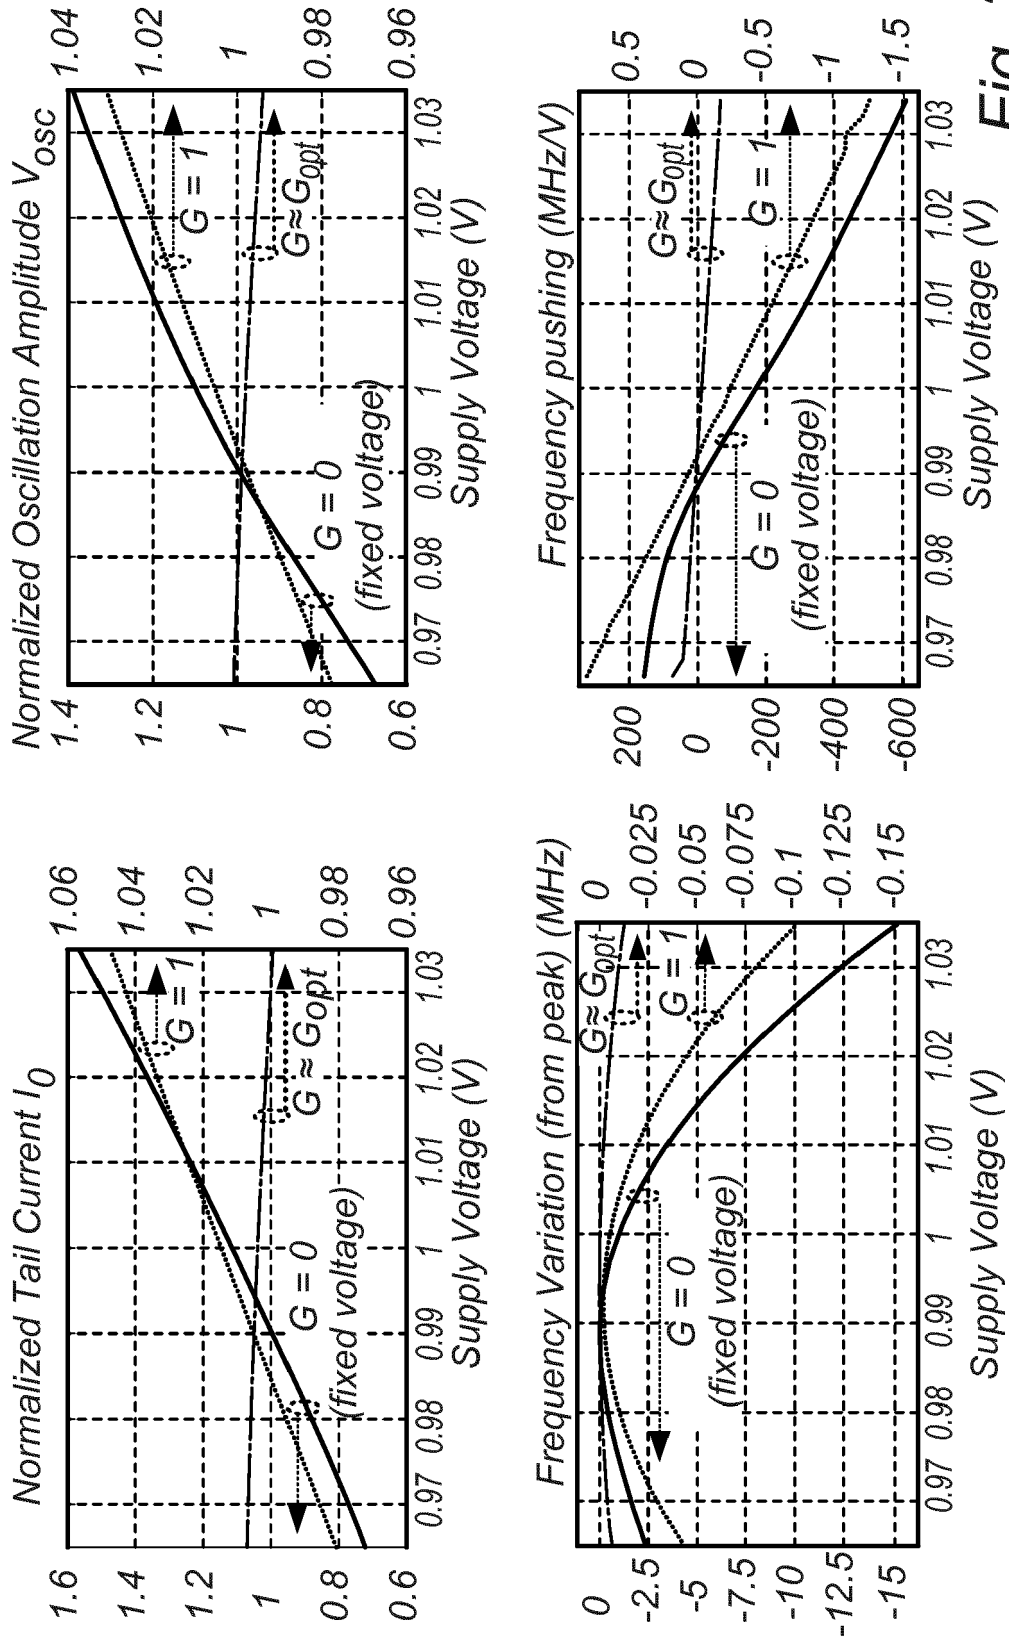 Normalized Tail Current I0
1.6
1.4
1.2
1
0.8
0.6
1.06
1.04
1.02
1
0.98
0.96
G = 1
G≈ Gopt
G = 0
(fixed voltage)
0.97 0.98 0.99 1 1.01 1.02 1.03
Supply Voltage (V)
Normalized Oscillation Amplitude Vosc
1.4
1.2
1
0.8
0.6
1.04
1.02
1
0.98
0.96
G = 1
G≈Gopt
G = 0
(fixed voltage)
0.97 0.98 0.99 1 1.01 1.02 1.03
Supply Voltage (V)
Frequency Variation (from peak) (MHz)
0
-2.5
-5
-7.5
-10
-12.5
-15
0
-0.025
-0.05
-0.075
-0.1
-0.125
-0.15
G≈ Gopt
G = 1
G = 0
(fixed voltage)
0.97 0.98 0.99 1 1.01 1.02 1.03
Supply Voltage (V)
Frequency pushing (MHz/V)
200
0
-200
-400
-600
0.5
0
-0.5
-1
-1.5
G≈Gopt
G = 1
G = 0
(fixed voltage)
0.97 0.98 0.99 1 1.01 1.02 1.03
Supply Voltage (V)
Fig.